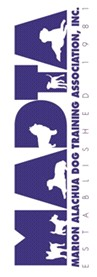 MADTA
MARION ALACHUA DOG TRAINING ASSOCIATION, INC.
ESTABLISHED 1981